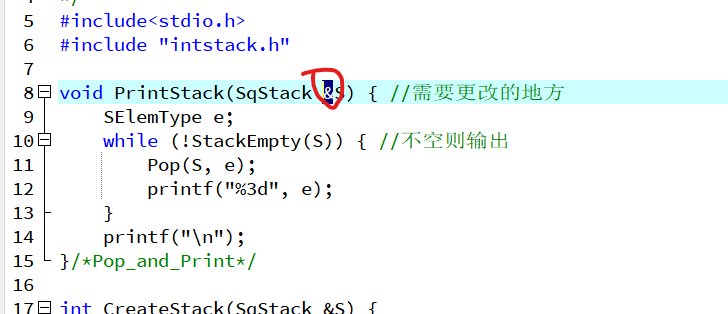 */
5 #include<stdio.h>
6 #include "intstack.h"
7
8 void PrintStack(SqStack &S) { //需要更改的地方
9 SElemType e;
10 while (!StackEmpty(S)) { //不空则输出
11 Pop(S, e);
12 printf("%3d", e);
13 }
14 printf("\n");
15 }/*Pop_and_Print*/
16
17 int CreateStack(SqStack &S) {